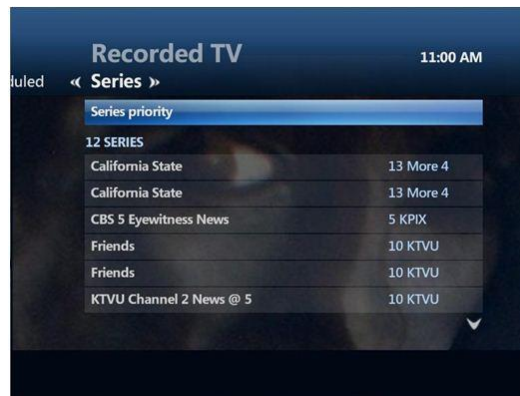 Recorded TV
11:00 AM
« Series »
Series priority
12 SERIES
California State 13 More 4
California State 13 More 4
CBS 5 Eyewitness News 5 KPIX
Friends 10 KTVU
Friends 10 KTVU
KTVU Channel 2 News @ 5 10 KTVU